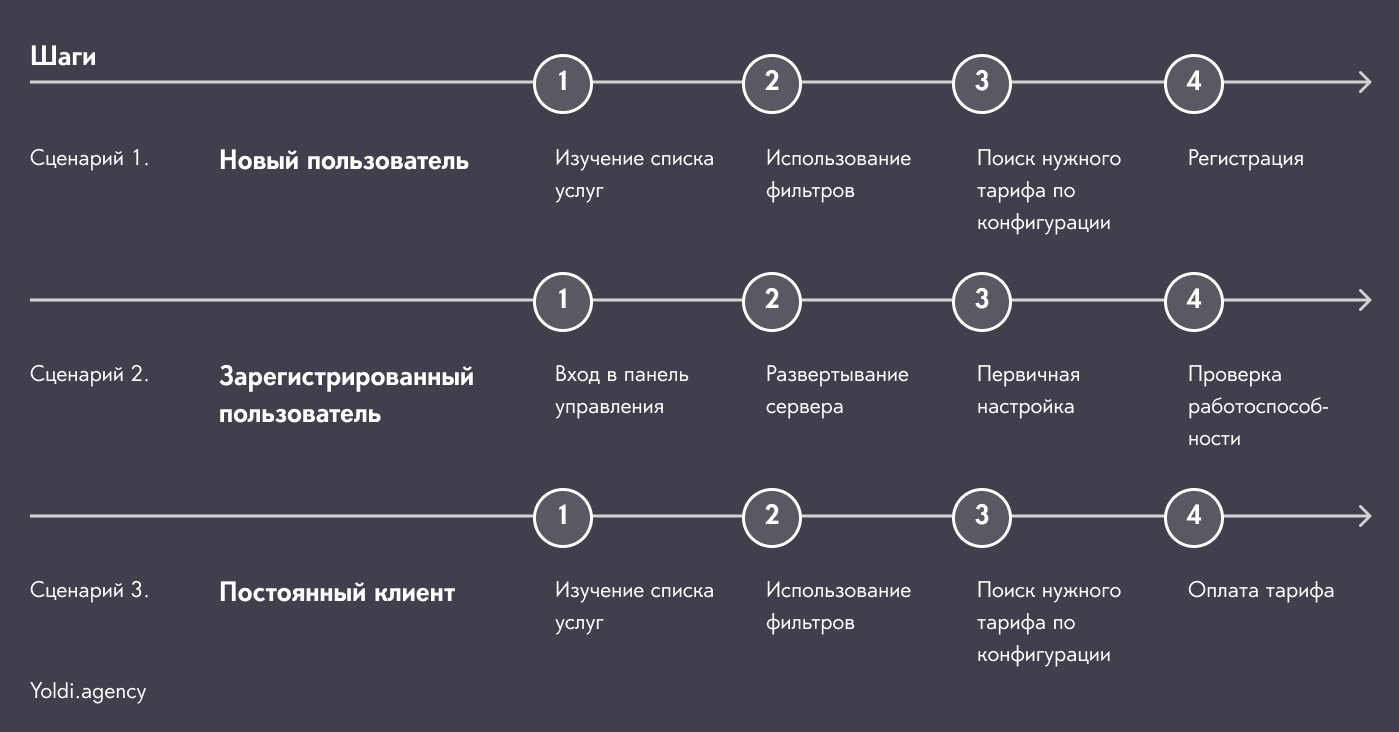 Шаги
1 2 3 4
Сценарий 1. Новый пользователь Изучение списка Использование Поиск нужного Регистрация
услуг фильтров тарифа по
конфигурации
1 2 3 4
Сценарий 2. Зарегистрированный Вход в панель Развертывание Первичная Проверка
пользователь управления сервера настройка работоспособ-
ности
1 2 3 4
Сценарий 3. Постоянный клиент Изучение списка Использование Поиск нужного Оплата тарифа
услуг фильтров тарифа по
конфигурации
Yoldi.agency